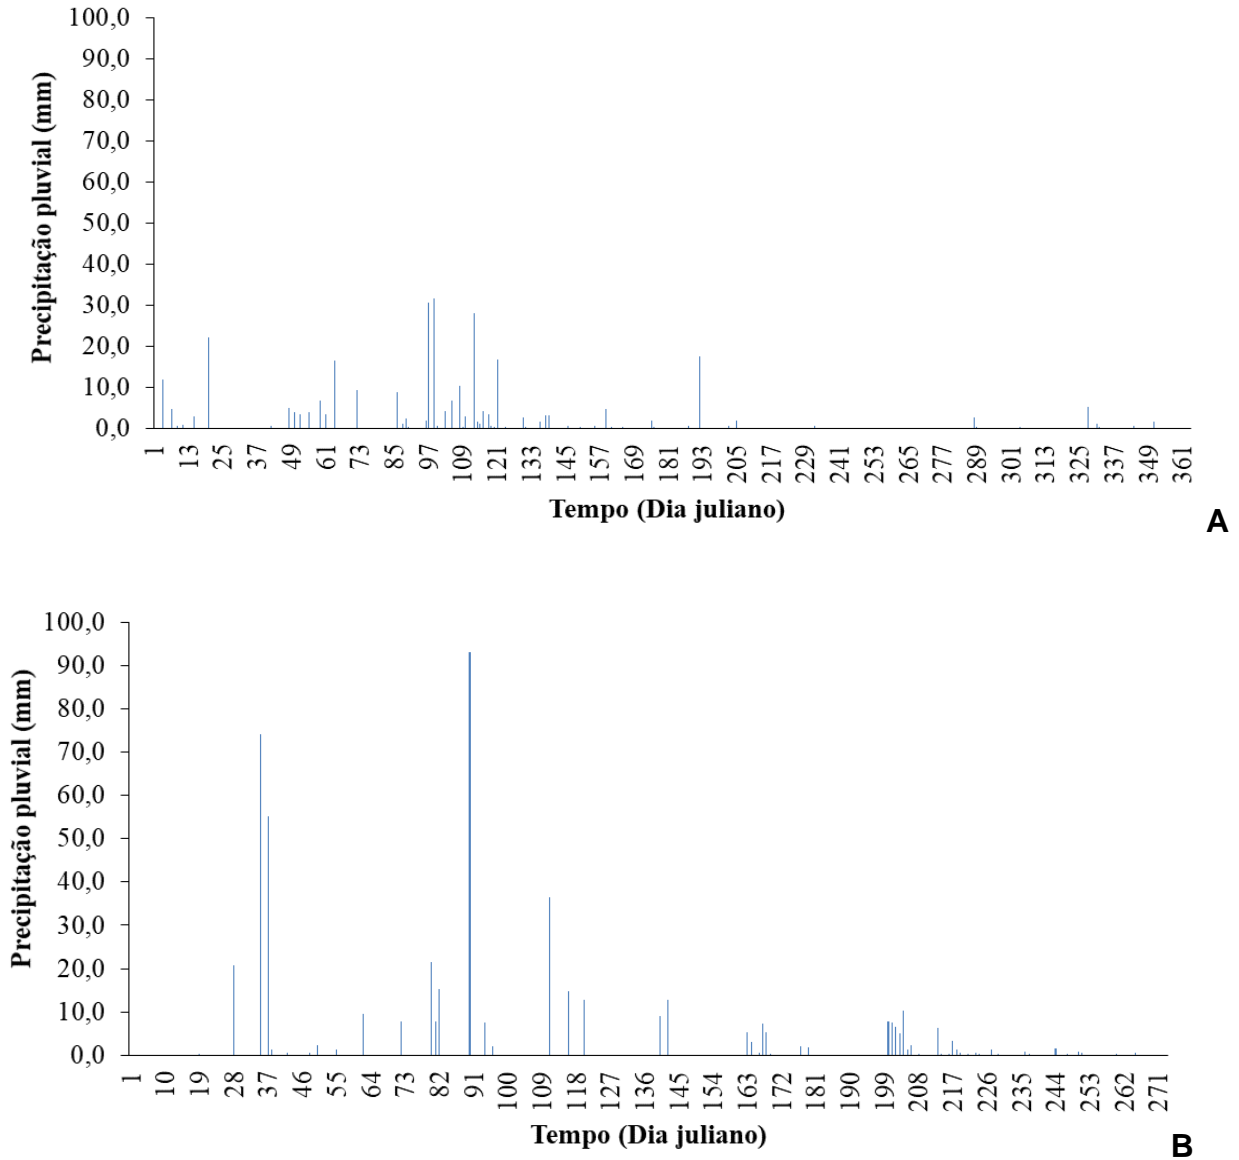 100,0
90,0
80,0
70,0
60,0
50,0
40,0
30,0
20,0
10,0
0,0
Precipitação pluvial (mm)
1 13 25 37 49 61 73 85 97 109 121 133 145 157 169 181 193 205 217 229 241 253 265 277 289 301 313 325 337 349 361
Tempo (Dia juliano)
A
100,0
90,0
80,0
70,0
60,0
50,0
40,0
30,0
20,0
10,0
0,0
Precipitação pluvial (mm)
1 10 19 28 37 46 55 64 73 82 91 100 109 118 127 136 145 154 163 172 181 190 199 208 217 226 235 244 253 262 271
Tempo (Dia juliano)
B